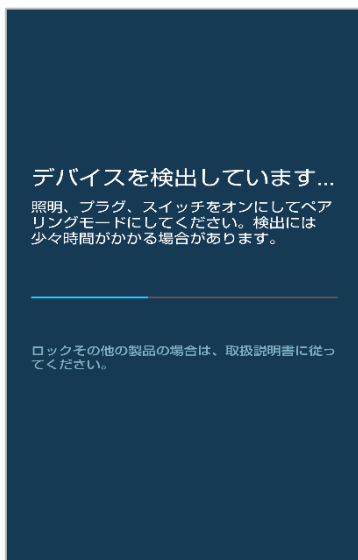 デバイスを検出しています...
照明、プラグ、スイッチをオンにしてペア
リングモードにしてください。検出には
少々時間がかかる場合があります。
ロックその他の製品の場合は、取扱説明書に従っ
てください。